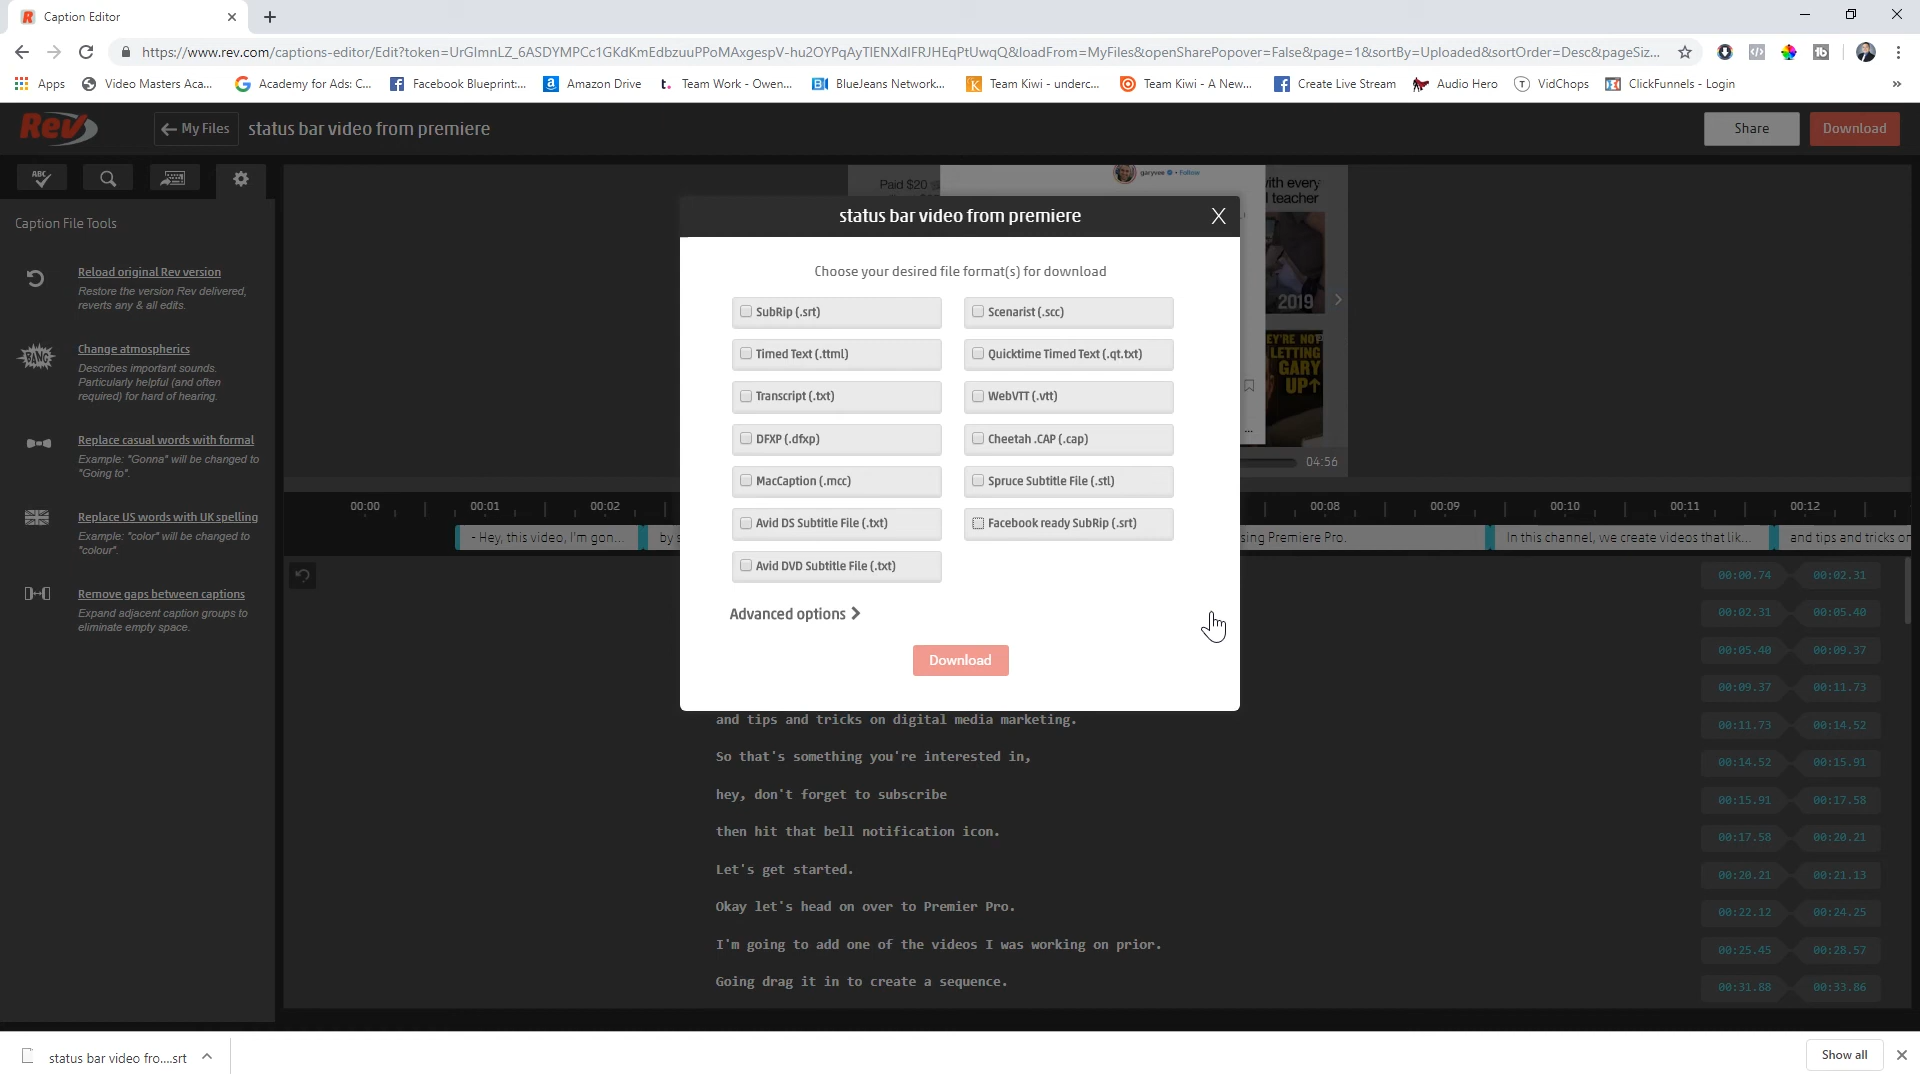 Caption Editor
https://www.rev.com/captions-editor/Edit?token=UrGlmnLZ_6ASDYMPCc1GKdKmEdbzuuPPoMAxgespV-hu2OYPqAyTlENXdIFRJHEqPtUwqQ&loadFrom=MyFiles&openSharePopover=False&page=1&sortBy=Uploaded&sortOrder=Desc&pageSiz...
Apps Video Masters Aca... Academy for Ads: C... Facebook Blueprint:... Amazon Drive Team Work - Owen... BlueJeans Network... Team Kiwi - underc... Team Kiwi - A New... Create Live Stream Audio Hero VidChops ClickFunnels - Login »
Rev My Files status bar video from premiere Share Download
ABC
Caption File Tools
Reload original Rev version
Restore the version Rev delivered,
reverts any & all edits.
BANG
Change atmospherics
Describes important sounds.
Particularly helpful (and often
required) for hard of hearing.
Replace casual words with formal
Example: "Gonna" will be changed to
"Going to".
Replace US words with UK spelling
Example: "color" will be changed to
"colour".
Remove gaps between captions
Expand adjacent caption groups to
eliminate empty space.
Paid $20
garyvee • Follow
with every
teacher
2019
EY'RE NOT
LETTING
GARY
UP↑
...
04:56
status bar video from premiere X
Choose your desired file format(s) for download
SubRip (.srt) Scenarist (.scc)
Timed Text (.ttml) Quicktime Timed Text (.qt.txt)
Transcript (.txt) WebVTT (.vtt)
DFXP (.dfxp) Cheetah .CAP (.cap)
MacCaption (.mcc) Spruce Subtitle File (.stl)
Avid DS Subtitle File (.txt) Facebook ready SubRip (.srt)
Avid DVD Subtitle File (.txt)
Advanced options
Download
00:00 00:01 00:02 00:08 00:09 00:10 00:11 00:12
- Hey, this video, I'm gon... by s sing Premiere Pro. In this channel, we create videos that lik... and tips and tricks on
00:00.74 00:02.31
00:02.31 00:05.40
00:05.40 00:09.37
00:09.37 00:11.73
and tips and tricks on digital media marketing. 00:11.73 00:14.52
So that's something you're interested in, 00:14.52 00:15.91
hey, don't forget to subscribe 00:15.91 00:17.58
then hit that bell notification icon. 00:17.58 00:20.21
Let's get started. 00:20.21 00:21.13
Okay let's head on over to Premier Pro. 00:22.12 00:24.25
I'm going to add one of the videos I was working on prior. 00:25.45 00:28.57
Going drag it in to create a sequence. 00:31.88 00:33.86
status bar video fro....srt Show all